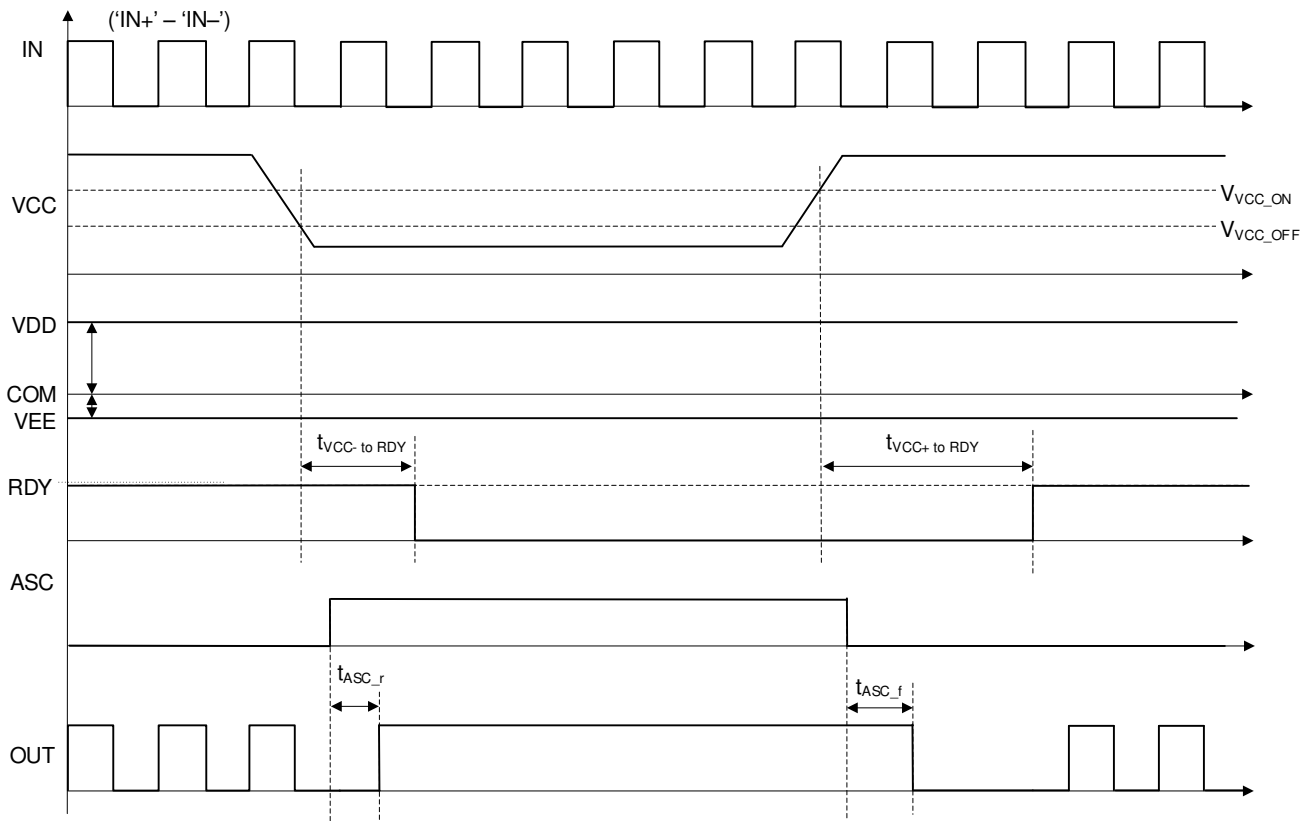 ('IN+' – 'IN–')
IN
VCC
VVCC_ON
VVCC_OFF
VDD
COM
VEE
tVCC- to RDY
tVCC+ to RDY
RDY
ASC
tASC_r
tASC_f
OUT